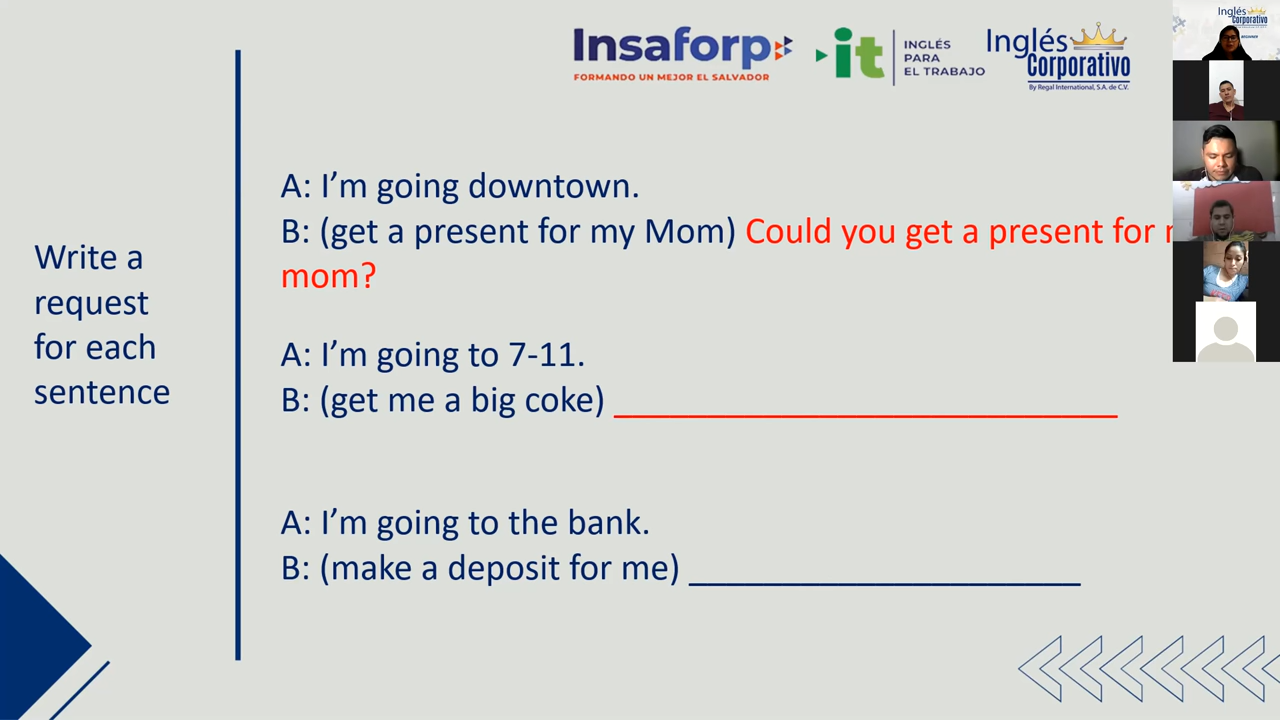 Insaforp
FORMANDO UN MEJOR EL SALVADOR
it
INGLÉS
PARA
EL TRABAJO
Inglés
Corporativo
By Regal International, S.A. de C.V.
Inglés
Corporativo
Write a
request
for each
sentence
A: I’m going downtown.
B: (get a present for my Mom) Could you get a present for
mom?
A: I’m going to 7-11.
B: (get me a big coke) ___________________________
A: I’m going to the bank.
B: (make a deposit for me) _____________________